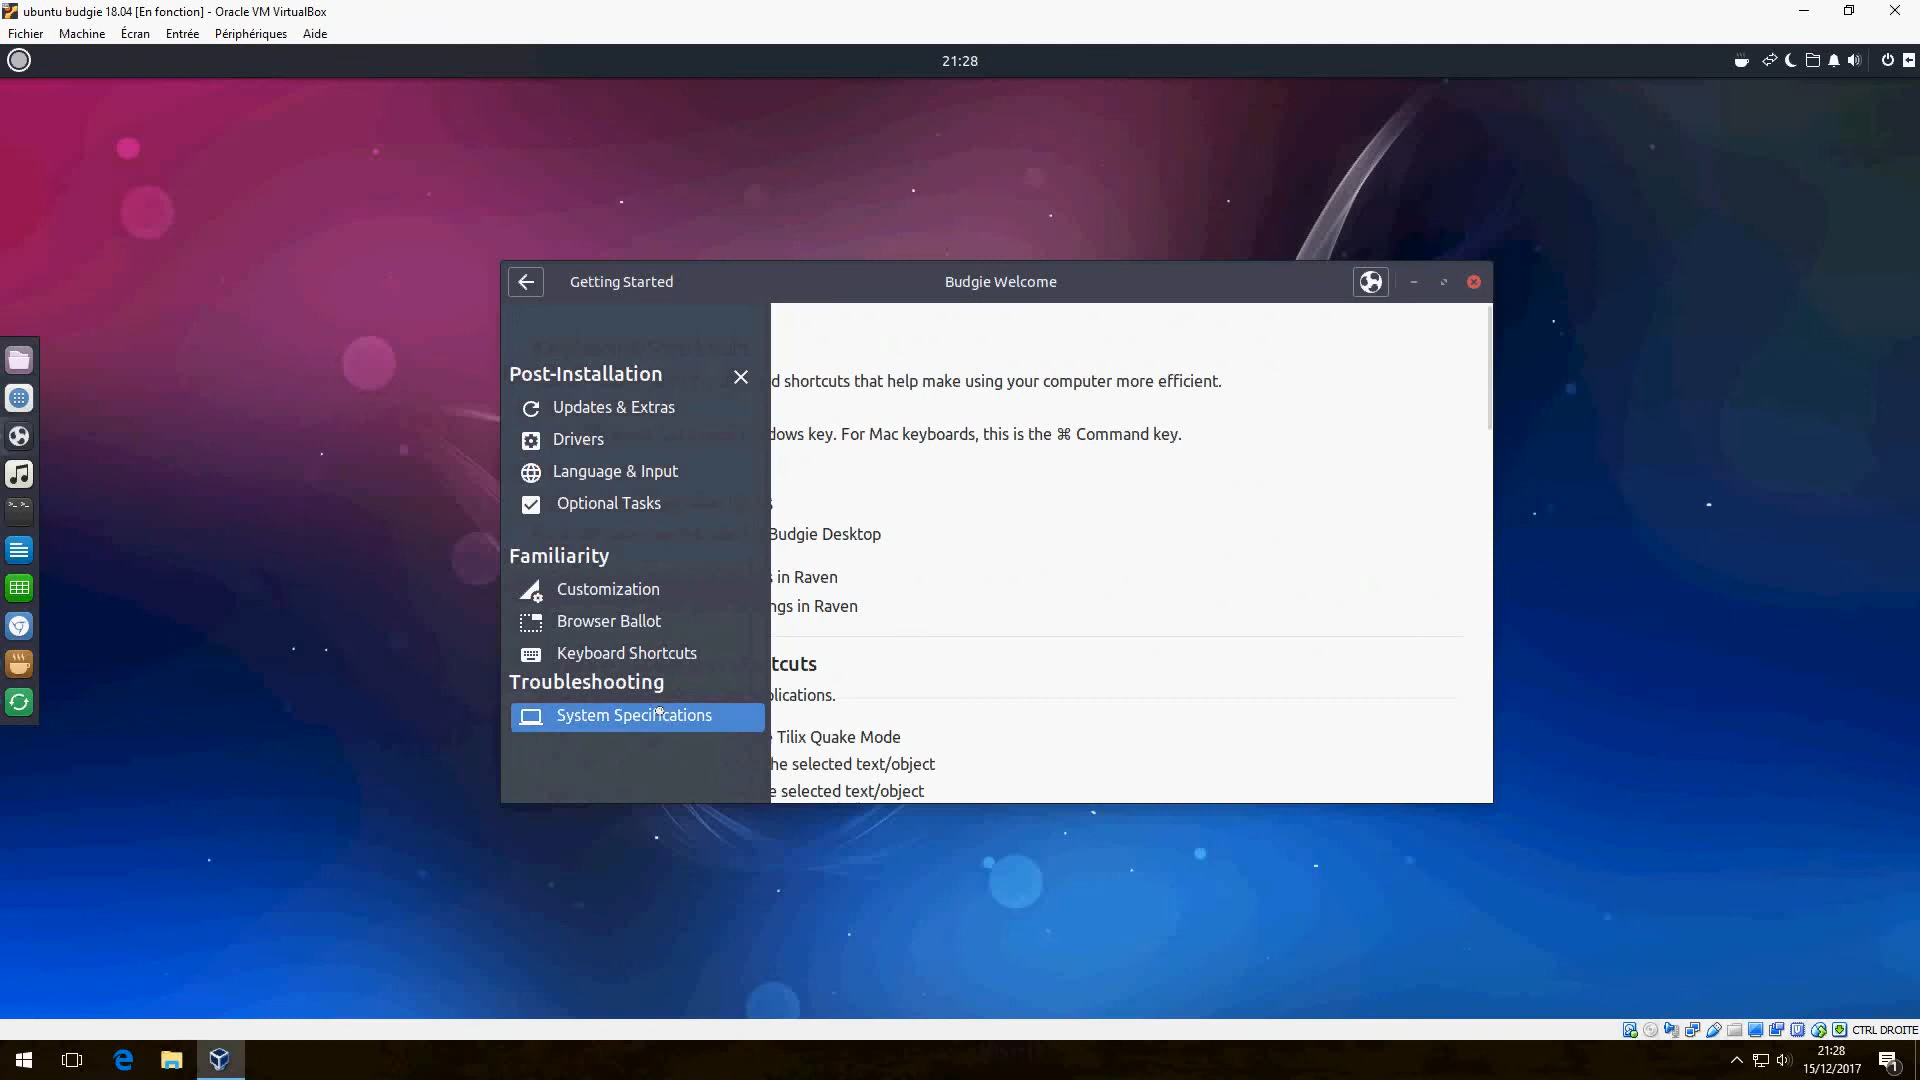 ubuntu budgie 18.04 [En fonction] - Oracle VM VirtualBox
Fichier Machine Écran Entrée Périphériques Aide
21:28
Getting Started Budgie Welcome
Post-Installation
Updates & Extras
Drivers
Language & Input
Optional Tasks
Familiarity
Customization
Browser Ballot
Keyboard Shortcuts
Troubleshooting
System Specifications
d shortcuts that help make using your computer more efficient.
dows key. For Mac keyboards, this is the ⌘ Command key.
s
Budgie Desktop
s in Raven
ngs in Raven
tcuts
plications.
Tilix Quake Mode
he selected text/object
e selected text/object
CTRL DROITE
21:28
15/12/2017
1